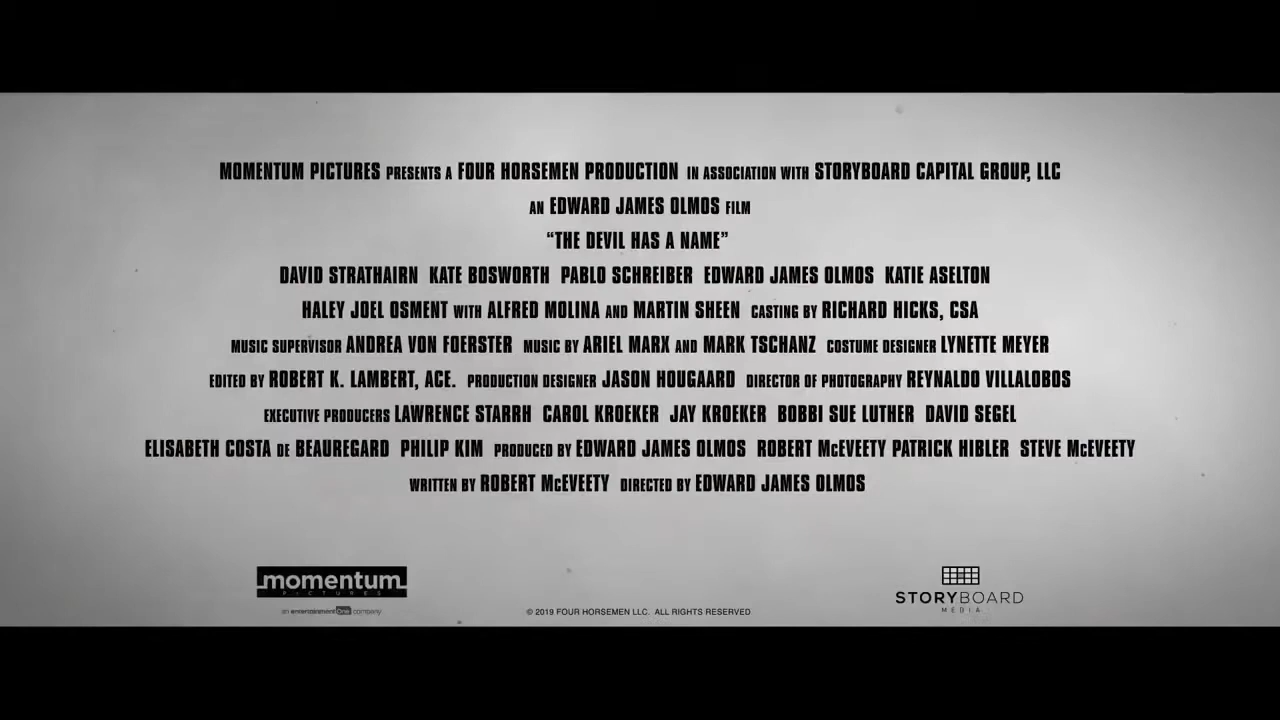 MOMENTUM PICTURES PRESENTS A FOUR HORSEMEN PRODUCTION IN ASSOCIATION WITH STORYBOARD CAPITAL GROUP, LLC
AN EDWARD JAMES OLMOS FILM
“THE DEVIL HAS A NAME”
DAVID STRATHAIRN KATE BOSWORTH PABLO SCHREIBER EDWARD JAMES OLMOS KATIE ASELTON
HALEY JOEL OSMENT WITH ALFRED MOLINA AND MARTIN SHEEN CASTING BY RICHARD HICKS, CSA
MUSIC SUPERVISOR ANDREA VON FOERSTER MUSIC BY ARIEL MARX AND MARK TSCHANZ COSTUME DESIGNER LYNETTE MEYER
EDITED BY ROBERT K. LAMBERT, ACE. PRODUCTION DESIGNER JASON HOUGAARD DIRECTOR OF PHOTOGRAPHY REYNALDO VILLALOBOS
EXECUTIVE PRODUCERS LAWRENCE STARRH CAROL KROEKER JAY KROEKER BOBBI SUE LUTHER DAVID SEGEL
ELISABETH COSTA DE BEAUREGARD PHILIP KIM PRODUCED BY EDWARD JAMES OLMOS ROBERT McEVEETY PATRICK HIBLER STEVE McEVEETY
WRITTEN BY ROBERT McEVEETY DIRECTED BY EDWARD JAMES OLMOS
momentum
PICTURES
an entertainmentOne company
© 2019 FOUR HORSEMEN LLC. ALL RIGHTS RESERVED
STORYBOARD
MEDIA